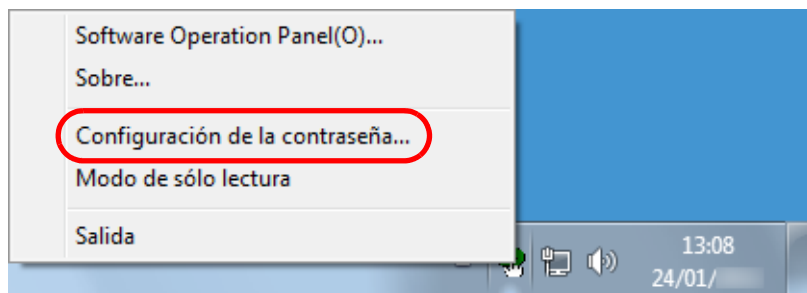 Software Operation Panel(O)...
Sobre...
Configuración de la contraseña...
Modo de sólo lectura
Salida
13:08
24/01/